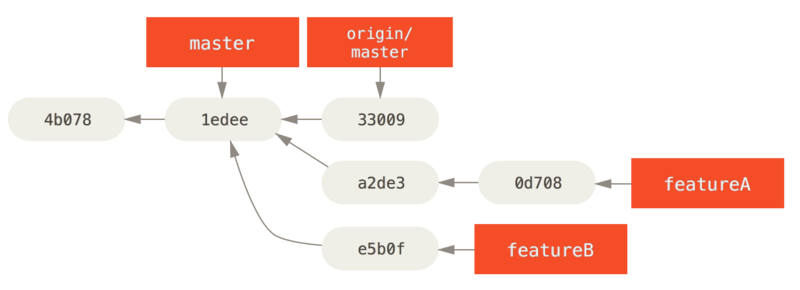 master
origin/
master
4b078
1edee
33009
a2de3
0d708
featureA
e5b0f
featureB